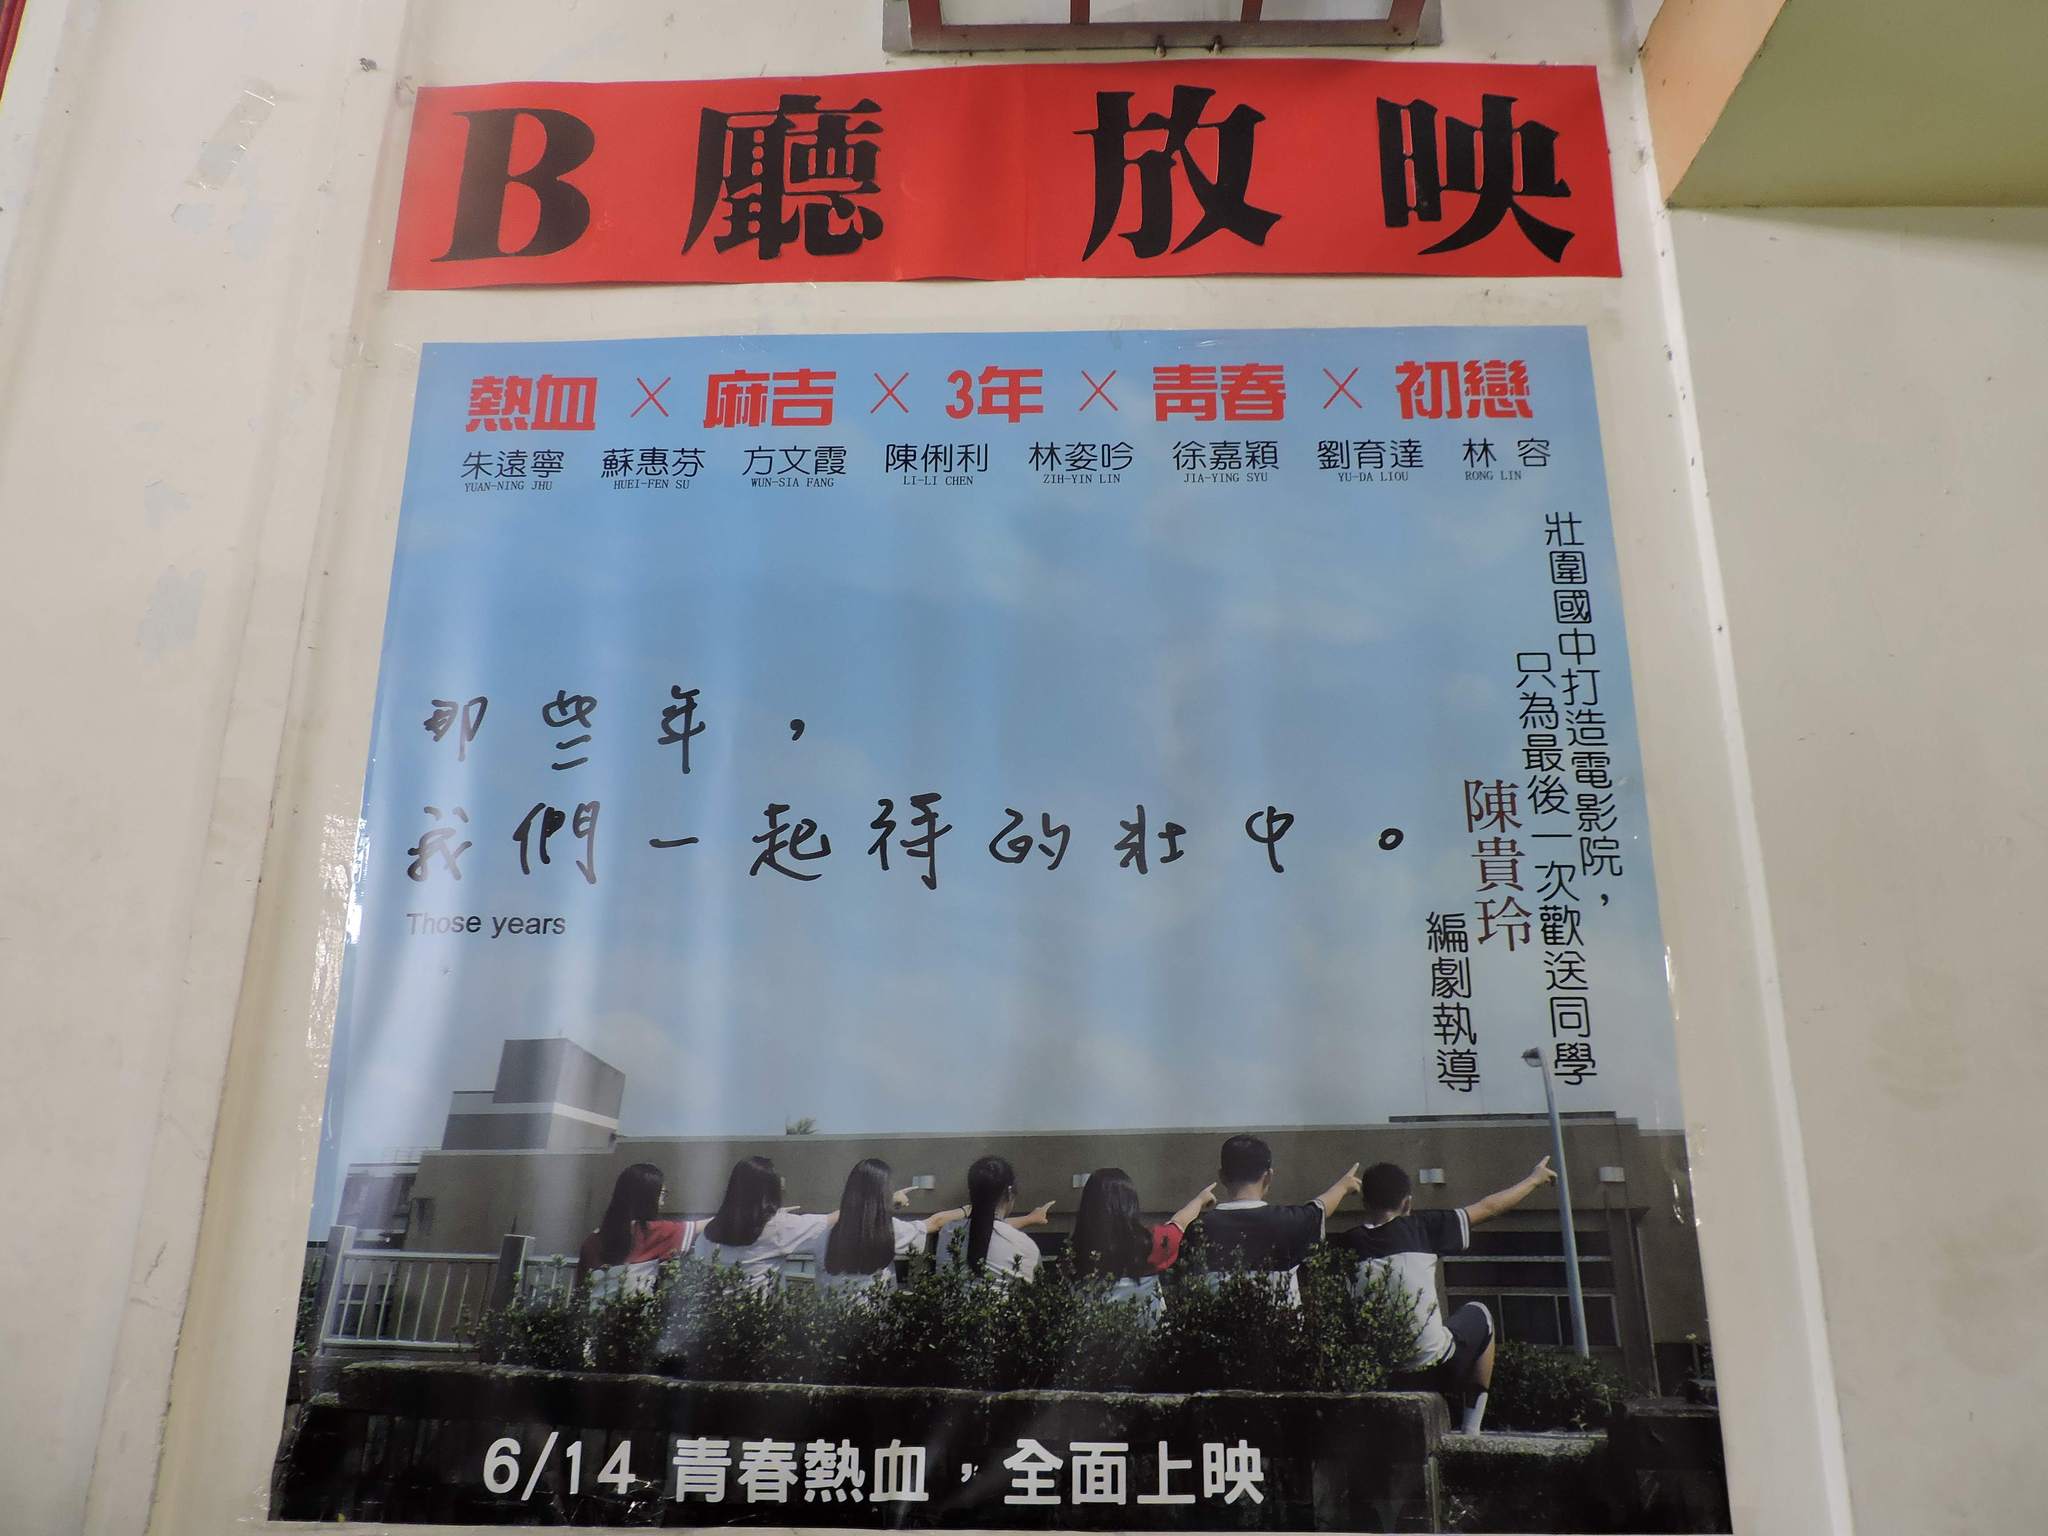 B廳 放映
熱血 × 麻吉 × 3年 × 青春 × 初戀
朱遠寧 蘇惠芬 方文霞 陳俐利 林姿吟 徐嘉穎 劉育達 林容
YUAN-NING JHU HUEI-FEN SU WUN-SIA FANG LI-LI CHEN ZIH-YIN LIN JIA-YING SYU YU-DA LIOU RONG LIN
壯圍國中打造電影院，
只為最後一次歡送同學
陳貴玲
編劇執導
那些年，
我們一起待的壯中。
Those years
6/14 青春熱血，全面上映